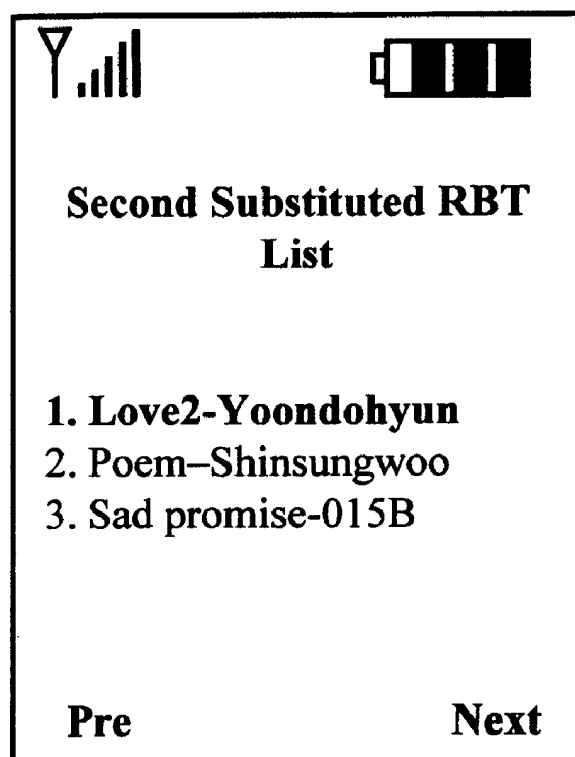 Second Substituted RBT
List
1. Love2-Yoondohyun
2. Poem–Shinsungwoo
3. Sad promise-015B
Pre Next